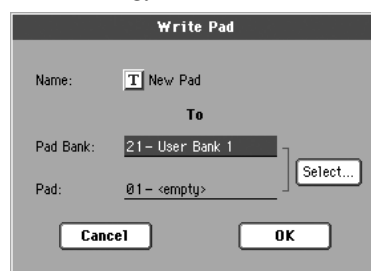 Write Pad
Name: T New Pad
To
Pad Bank: 21- User Bank 1
Select...
Pad: 01- <empty>
Cancel OK